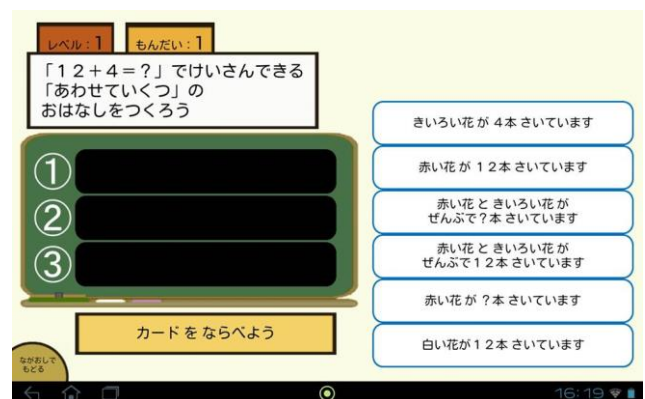 レベル:1
もんだい:1
「12+4=?」でけいさんできる
「あわせていくつ」の
おはなしをつくろう
①
②
③
カード を ならべよう
きいろい花 が 4本 さいています
赤い花 が 12本 さいています
赤い花 と きいろい花 が
ぜんぶで?本 さいています
赤い花 と きいろい花 が
ぜんぶで12本 さいています
赤い花 が ?本 さいています
白い花が12本 さいています
ながおしで
もどる
16:19